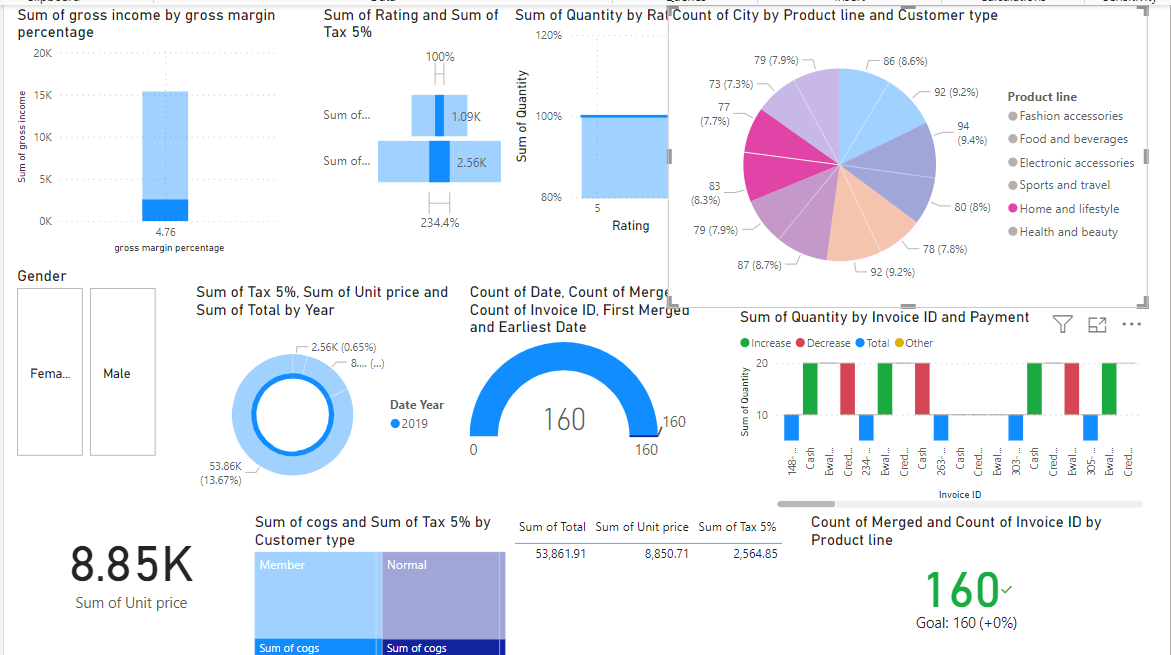 Sum of gross income by gross margin
percentage
20K
15K
10K
5K
0K
Sum of gross income
4.76
gross margin percentage
Sum of Rating and Sum of
Tax 5%
100%
Sum of...
1.09K
Sum of...
2.56K
234.4%
Sum of Quantity by Rat
120%
100%
80%
Sum of Quantity
5
Rating
Count of City by Product line and Customer type
79 (7.9%)
86 (8.6%)
73 (7.3%)
92 (9.2%)
77
(7.7%)
94
(9.4%)
83
(8.3%)
80 (8%)
79 (7.9%)
78 (7.8%)
87 (8.7%)
92 (9.2%)
Product line
Fashion accessories
Food and beverages
Electronic accessories
Sports and travel
Home and lifestyle
Health and beauty
Gender
Fema...
Male
Sum of Tax 5%, Sum of Unit price and
Sum of Total by Year
2.56K (0.65%)
8.... (...)
53.86K
(13.67%)
Date Year
2019
Count of Date, Count of Merge
Count of Invoice ID, First Merged
and Earliest Date
160
160
0
160
Sum of Quantity by Invoice ID and Payment
Increase Decrease Total Other
20
10
Sum of Quantity
148-...
Cash
Ewal...
Cred...
234-...
Ewal...
Cred...
Cash
263-...
Cash
Cred...
Ewal...
303-...
Cash
Cred...
Ewal...
305-...
Ewal...
Cred...
Invoice ID
8.85K
Sum of Unit price
Sum of cogs and Sum of Tax 5% by
Customer type
Member
Normal
Sum of cogs
Sum of cogs
Sum of Total Sum of Unit price Sum of Tax 5%
53,861.91 8,850.71 2,564.85
Count of Merged and Count of Invoice ID by
Product line
160
Goal: 160 (+0%)